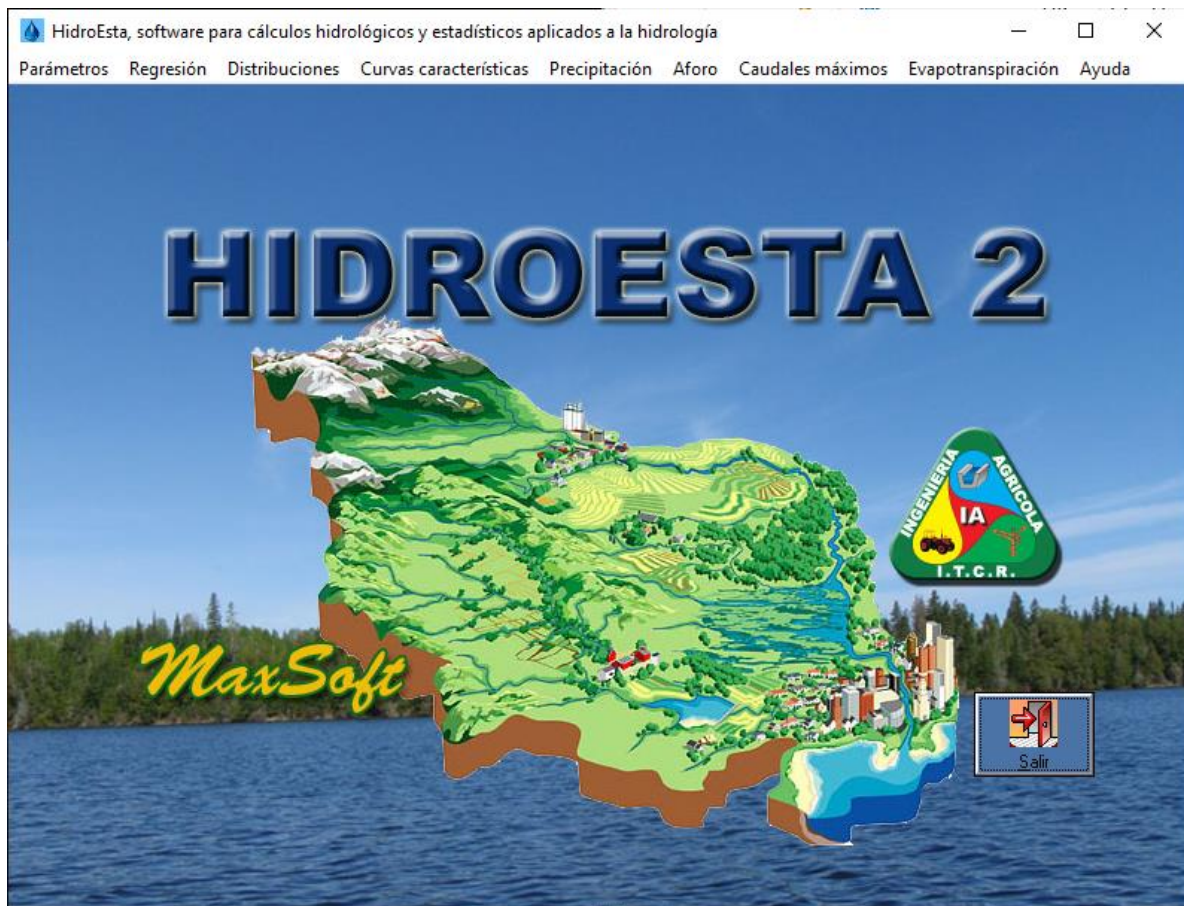 HidroEsta, software para cálculos hidrológicos y estadísticos aplicados a la hidrología
Parámetros Regresión Distribuciones Curvas características Precipitación Aforo Caudales máximos Evapotranspiración Ayuda
HIDROESTA 2
INGENIERIA AGRICOLA
IA
I.T.C.R.
MaxSoft
Salir